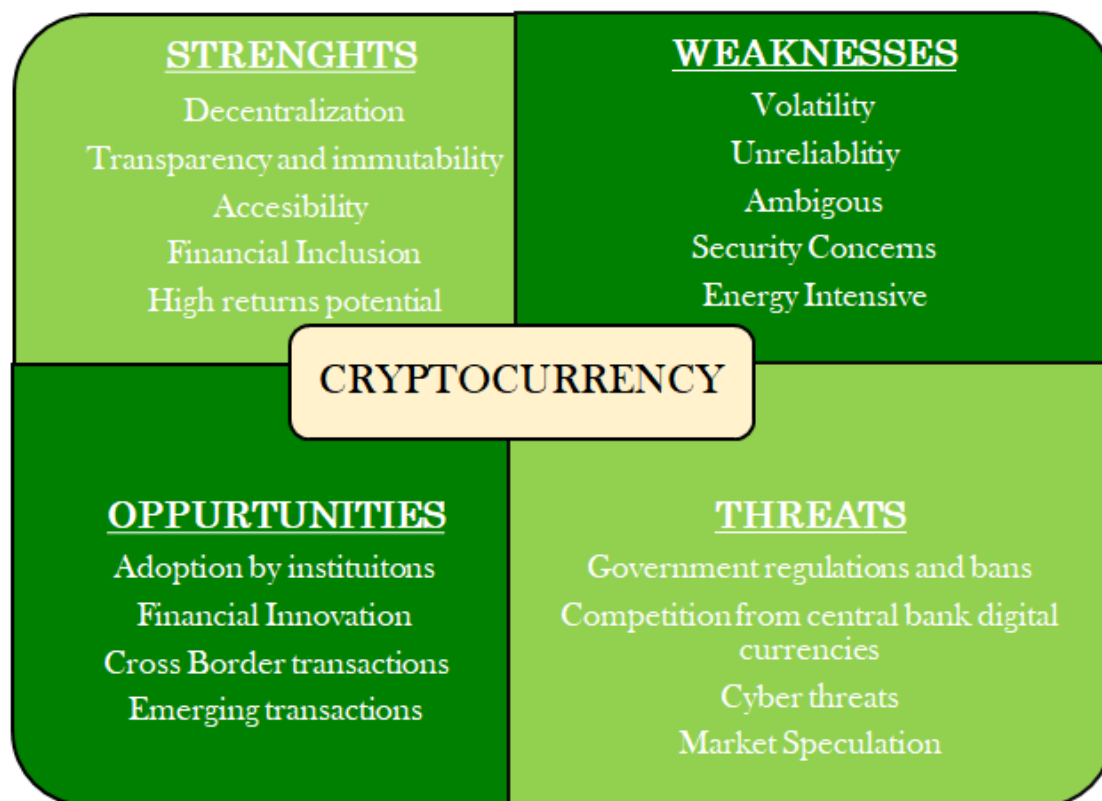 STRENGHTS
Decentralization
Transparency and immutability
Accesibility
Financial Inclusion
High returns potential
WEAKNESSES
Volatility
Unreliablitiy
Ambigous
Security Concerns
Energy Intensive
CRYPTOCURRENCY
OPPURTUNITIES
Adoption by instituitons
Financial Innovation
Cross Border transactions
Emerging transactions
THREATS
Government regulations and bans
Competition from central bank digital
currencies
Cyber threats
Market Speculation